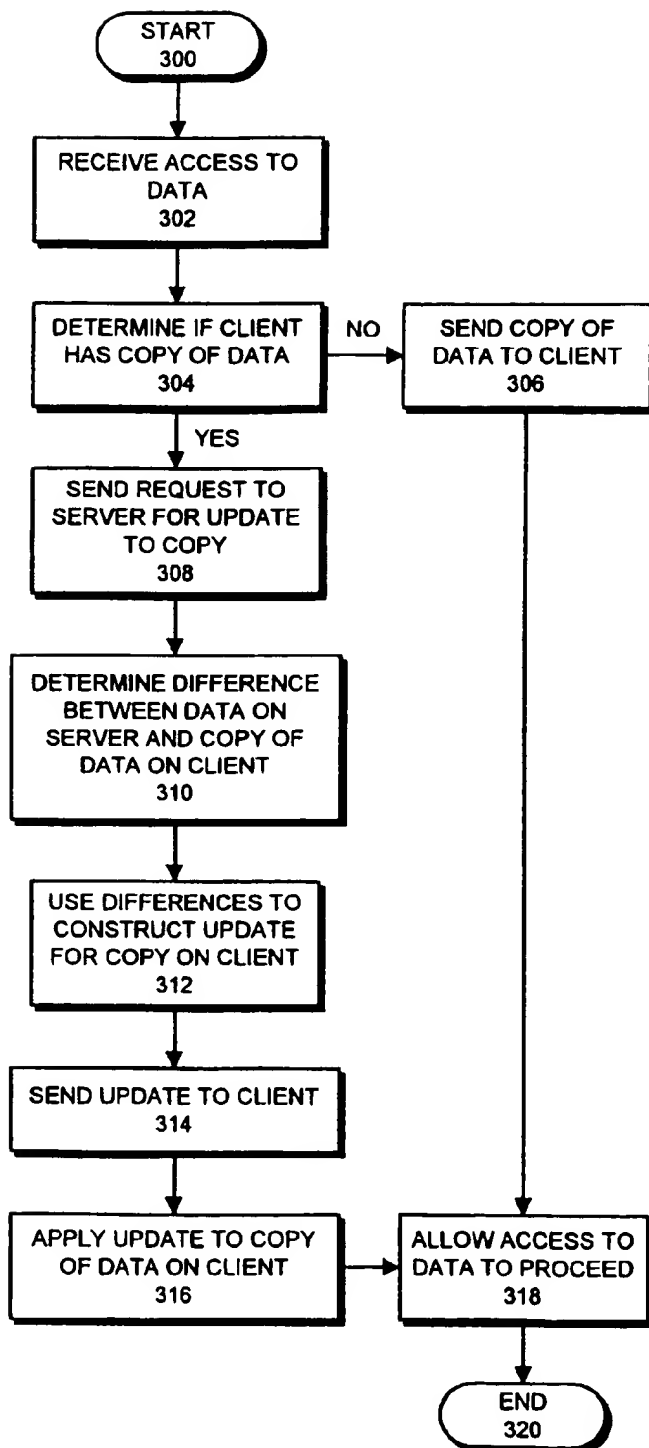 START
300
RECEIVE ACCESS TO
DATA
302
DETERMINE IF CLIENT
HAS COPY OF DATA
304
NO
SEND COPY OF
DATA TO CLIENT
306
YES
SEND REQUEST TO
SERVER FOR UPDATE
TO COPY
308
DETERMINE DIFFERENCE
BETWEEN DATA ON
SERVER AND COPY OF
DATA ON CLIENT
310
USE DIFFERENCES TO
CONSTRUCT UPDATE
FOR COPY ON CLIENT
312
SEND UPDATE TO CLIENT
314
APPLY UPDATE TO COPY
OF DATA ON CLIENT
316
ALLOW ACCESS TO
DATA TO PROCEED
318
END
320